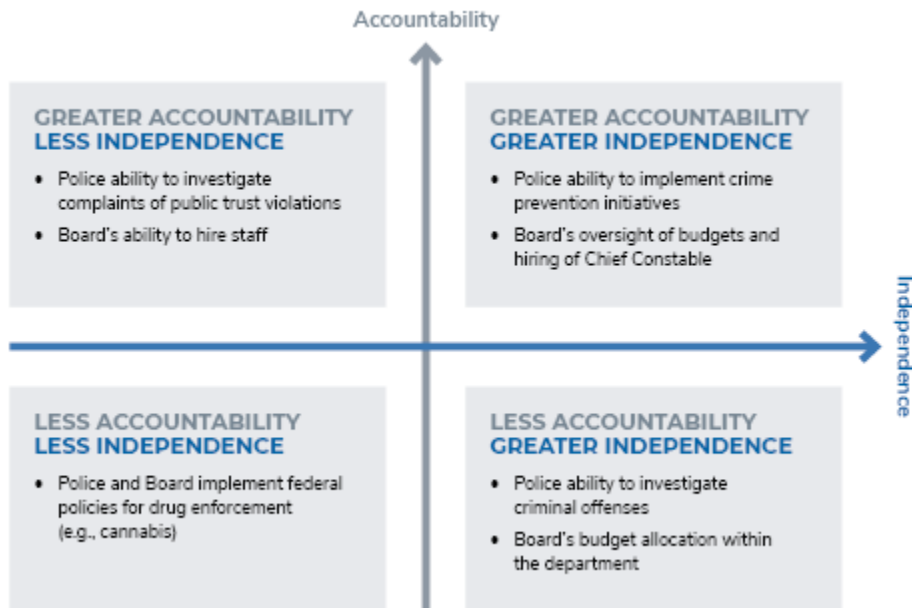 Accountability
GREATER ACCOUNTABILITY
LESS INDEPENDENCE
• Police ability to investigate
complaints of public trust violations
• Board's ability to hire staff
GREATER ACCOUNTABILITY
GREATER INDEPENDENCE
• Police ability to implement crime
prevention initiatives
• Board's oversight of budgets and
hiring of Chief Constable
Independence
LESS ACCOUNTABILITY
LESS INDEPENDENCE
• Police and Board implement federal
policies for drug enforcement
(e.g., cannabis)
LESS ACCOUNTABILITY
GREATER INDEPENDENCE
• Police ability to investigate
criminal offenses
• Board's budget allocation within
the department